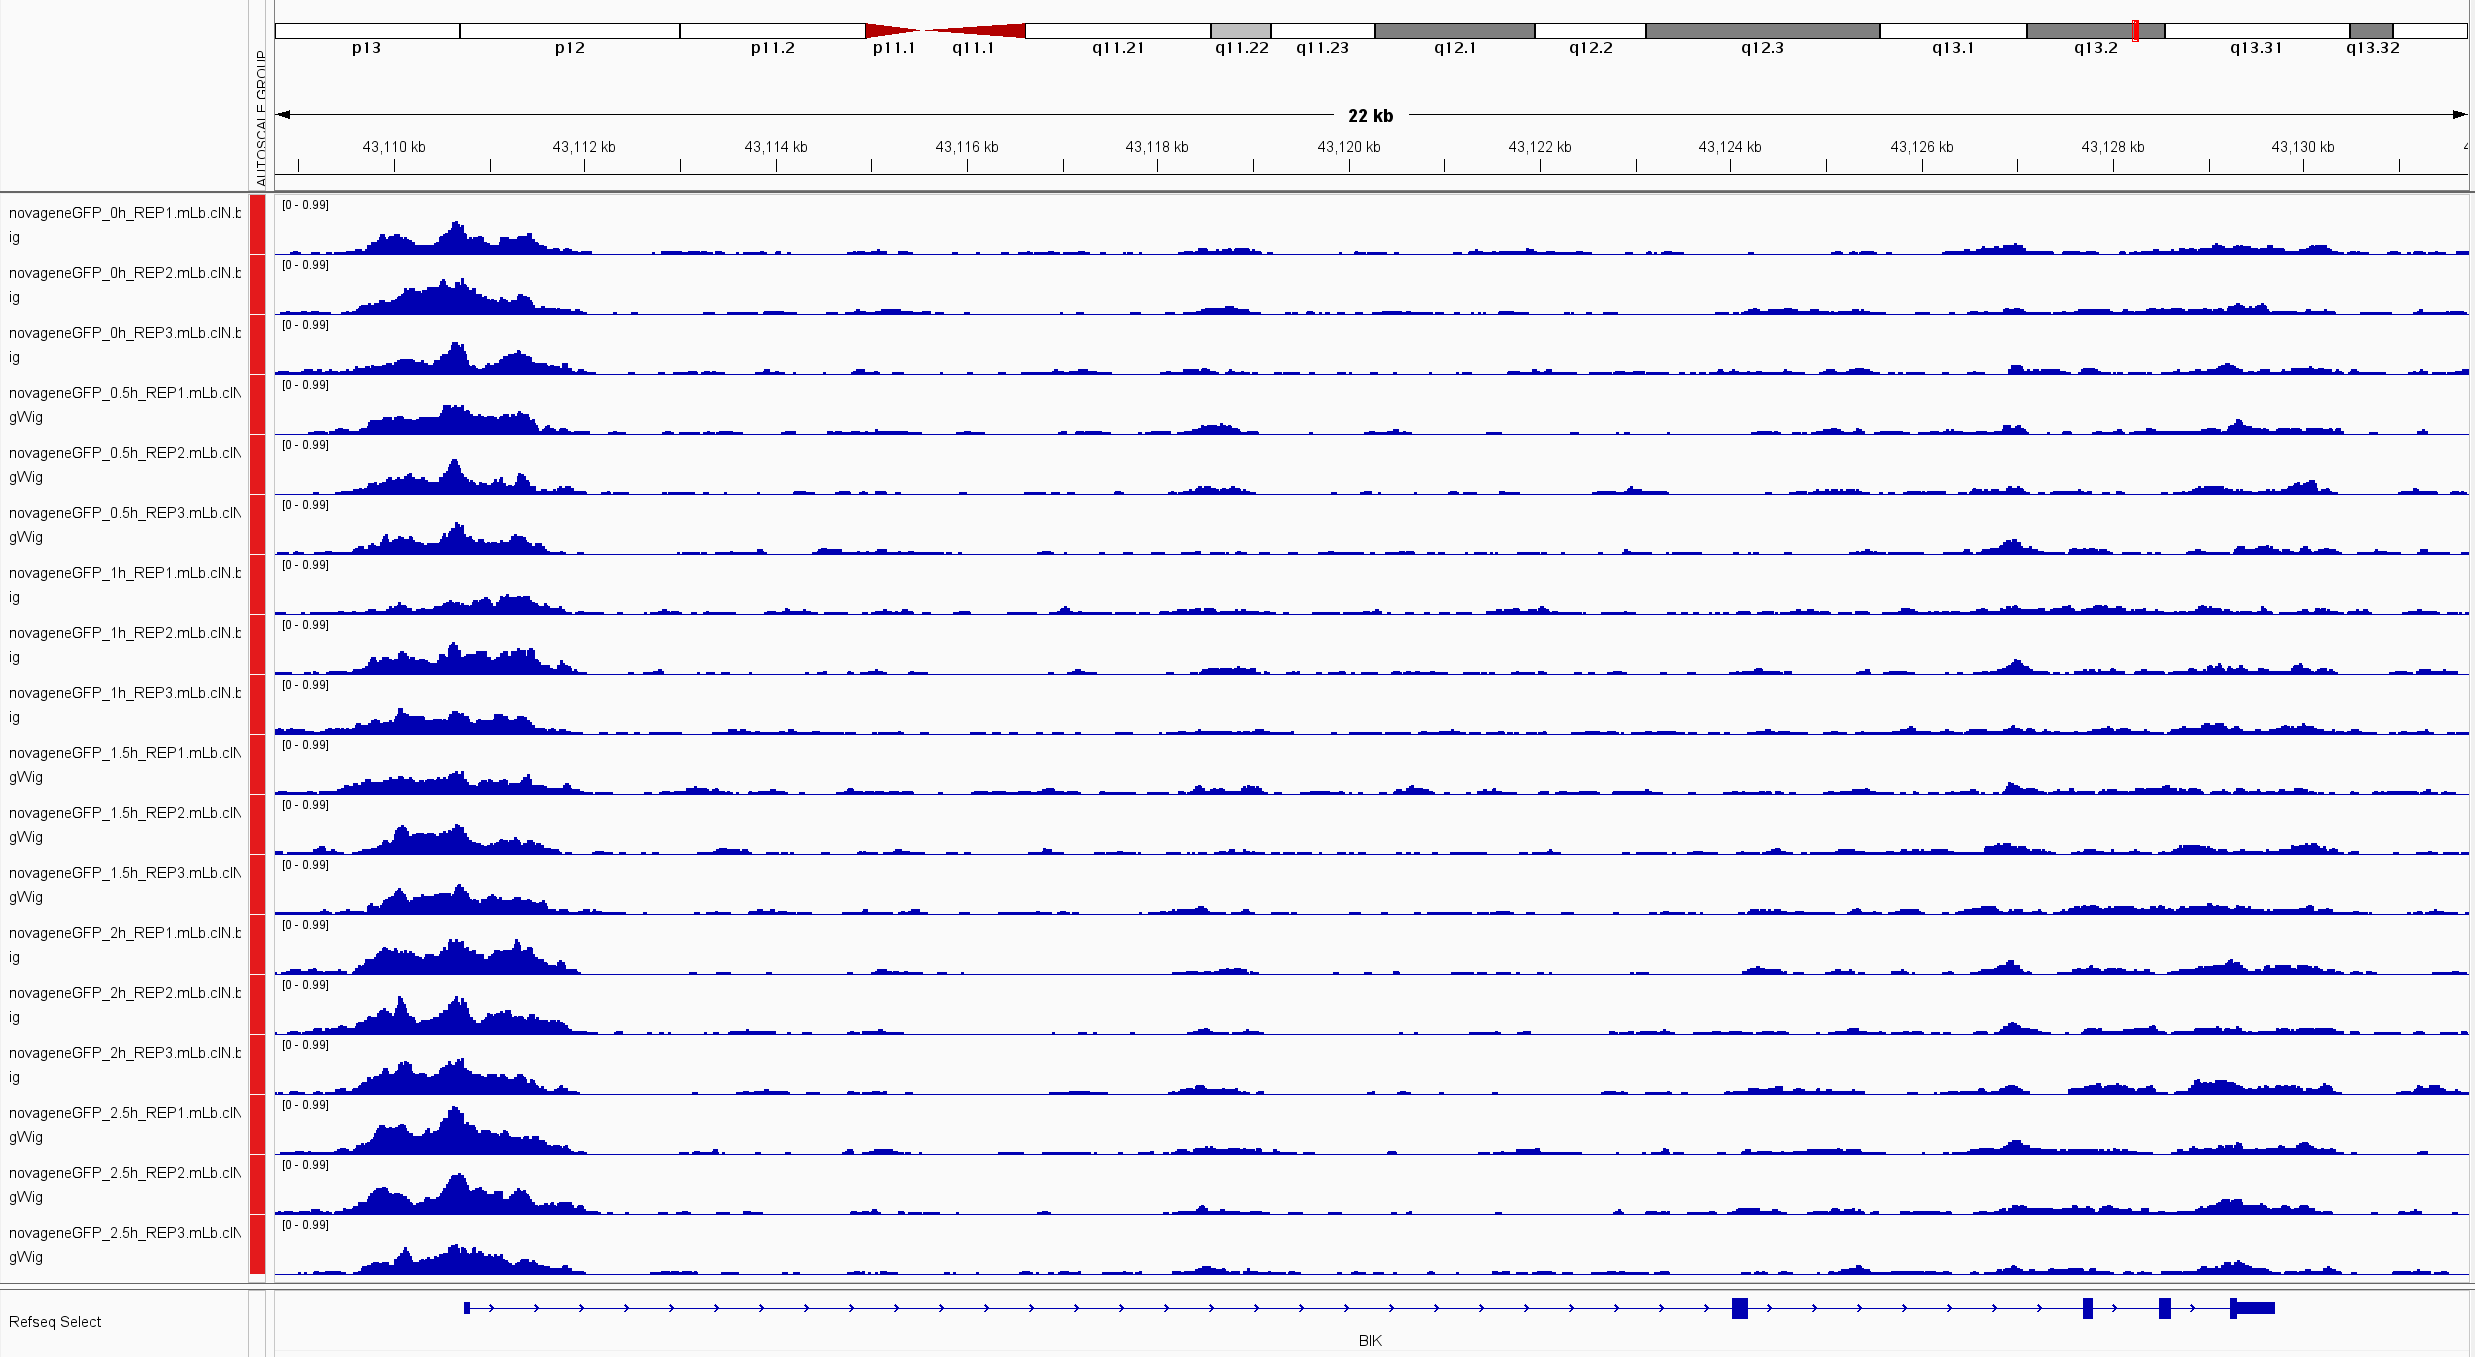 p13 p12 p11.2 p11.1 q11.1 q11.21 q11.22 q11.23 q12.1 q12.2 q12.3 q13.1 q13.2 q13.31 q13.32
AUTOSCALE GROUP
22 kb
43,110 kb 43,112 kb 43,114 kb 43,116 kb 43,118 kb 43,120 kb 43,122 kb 43,124 kb 43,126 kb 43,128 kb 43,130 kb
[0 - 0.99]
novageneGFP_0h_REP1.mLb.clN.b
ig
[0 - 0.99]
novageneGFP_0h_REP2.mLb.clN.b
ig
[0 - 0.99]
novageneGFP_0h_REP3.mLb.clN.b
ig
[0 - 0.99]
novageneGFP_0.5h_REP1.mLb.clN
gWig
[0 - 0.99]
novageneGFP_0.5h_REP2.mLb.clN
gWig
[0 - 0.99]
novageneGFP_0.5h_REP3.mLb.clN
gWig
[0 - 0.99]
novageneGFP_1h_REP1.mLb.clN.b
ig
[0 - 0.99]
novageneGFP_1h_REP2.mLb.clN.b
ig
[0 - 0.99]
novageneGFP_1h_REP3.mLb.clN.b
ig
[0 - 0.99]
novageneGFP_1.5h_REP1.mLb.clN
gWig
[0 - 0.99]
novageneGFP_1.5h_REP2.mLb.clN
gWig
[0 - 0.99]
novageneGFP_1.5h_REP3.mLb.clN
gWig
[0 - 0.99]
novageneGFP_2h_REP1.mLb.clN.b
ig
[0 - 0.99]
novageneGFP_2h_REP2.mLb.clN.b
ig
[0 - 0.99]
novageneGFP_2h_REP3.mLb.clN.b
ig
[0 - 0.99]
novageneGFP_2.5h_REP1.mLb.clN
gWig
[0 - 0.99]
novageneGFP_2.5h_REP2.mLb.clN
gWig
[0 - 0.99]
novageneGFP_2.5h_REP3.mLb.clN
gWig
Refseq Select
BIK